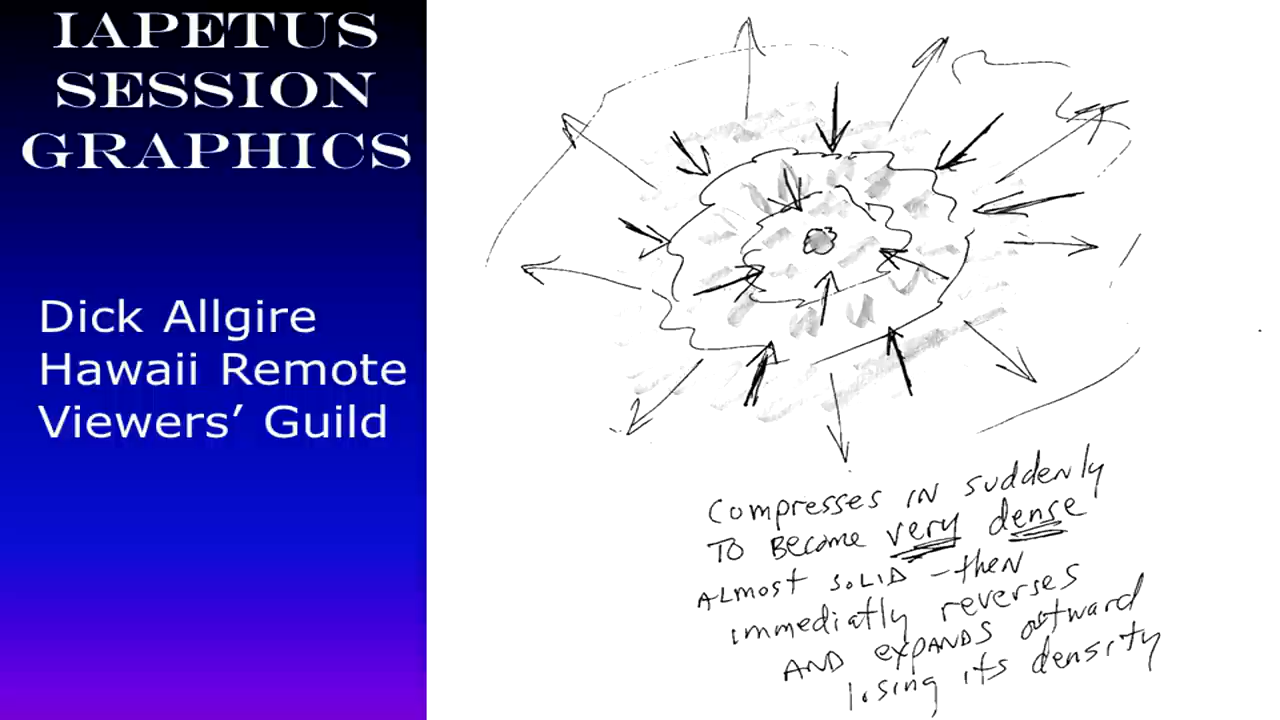 IAPETUS
SESSION
GRAPHICS
Dick Allgire
Hawaii Remote
Viewers’ Guild
Compresses IN suddenly
TO BECOME very dense
ALMOST SOLID – then
immediatly reverses
AND expANDS outward
losing its density